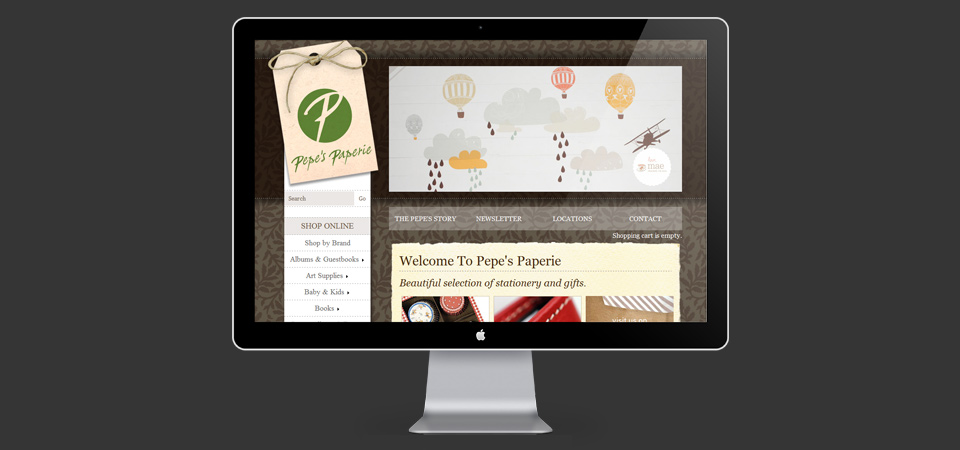 P
Pepe's Paperie
Search
Go
SHOP ONLINE
Shop by Brand
Albums & Guestbooks
Art Supplies
Baby & Kids
Books
mae
THE PEPE'S STORY
NEWSLETTER
LOCATIONS
CONTACT
Shopping cart is empty.
Welcome To Pepe's Paperie
Beautiful selection of stationery and gifts.
visit us on